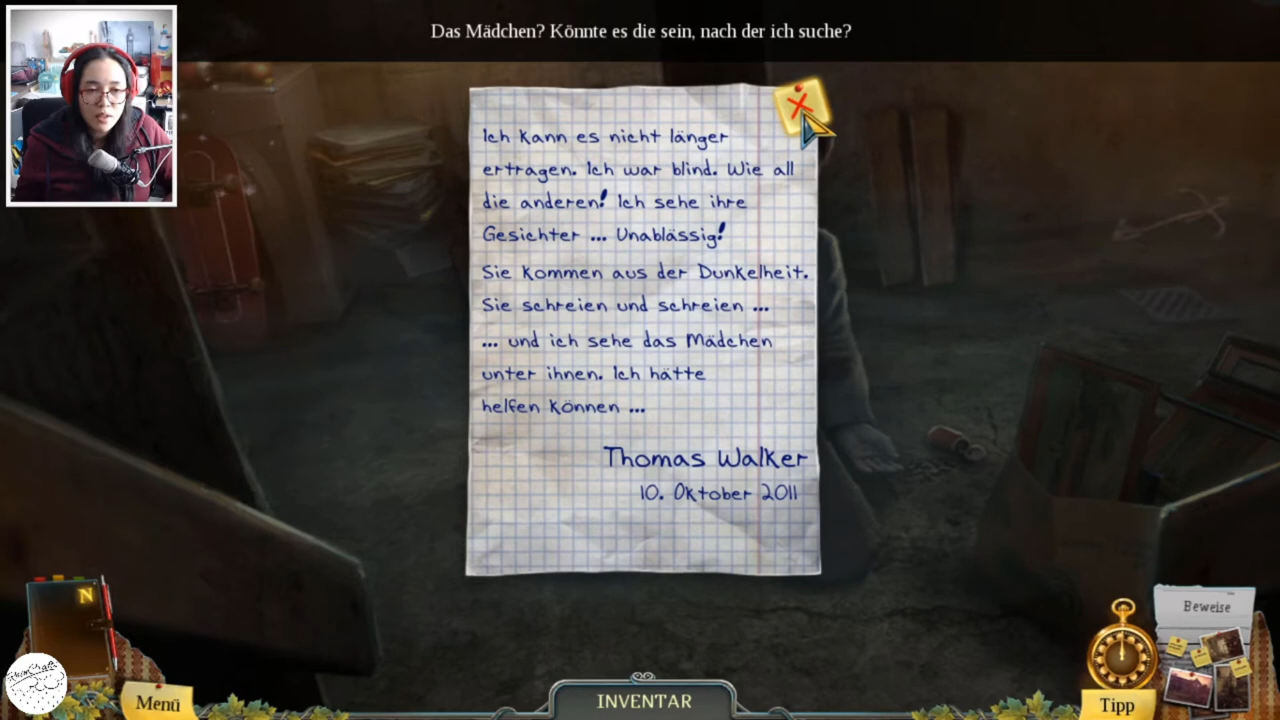 Das Mädchen? Könnte es die sein, nach der ich suche?
Ich kann es nicht länger
ertragen. Ich war blind. Wie all
die anderen! Ich sehe ihre
Gesichter ... Unablässig!
Sie kommen aus der Dunkelheit.
Sie schreien und schreien ...
... und ich sehe das Mädchen
unter ihnen. Ich hätte
helfen können ...
Thomas Walker
10. Oktober 2011
N
Beweise
Menü
INVENTAR
Tipp